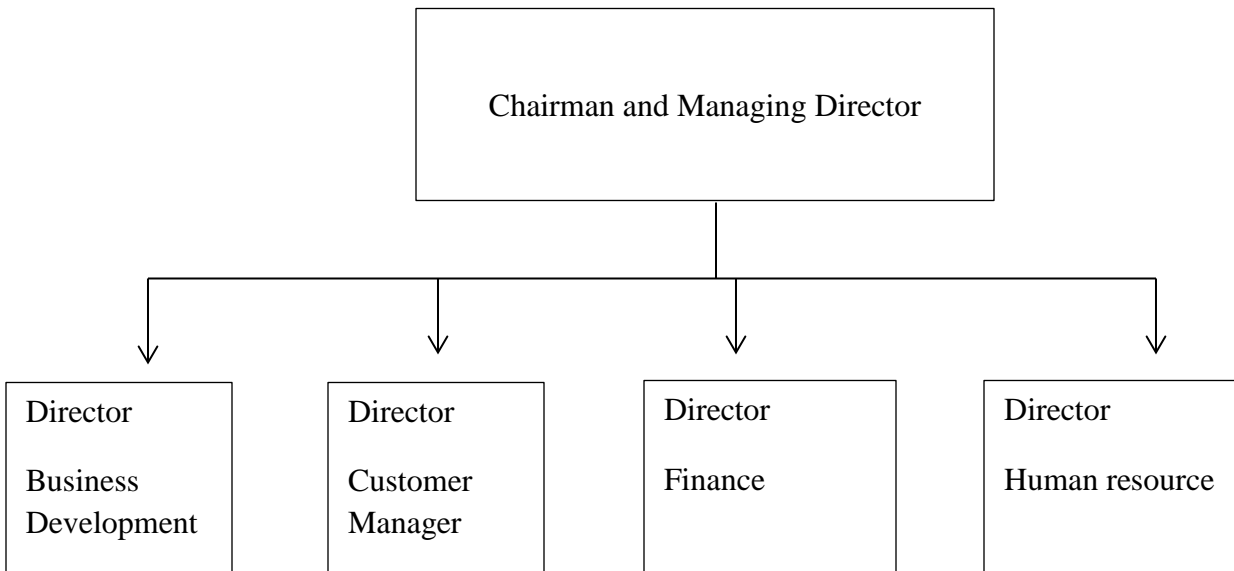 Chairman and Managing Director
Director
Business
Development
Director
Customer
Manager
Director
Finance
Director
Human resource